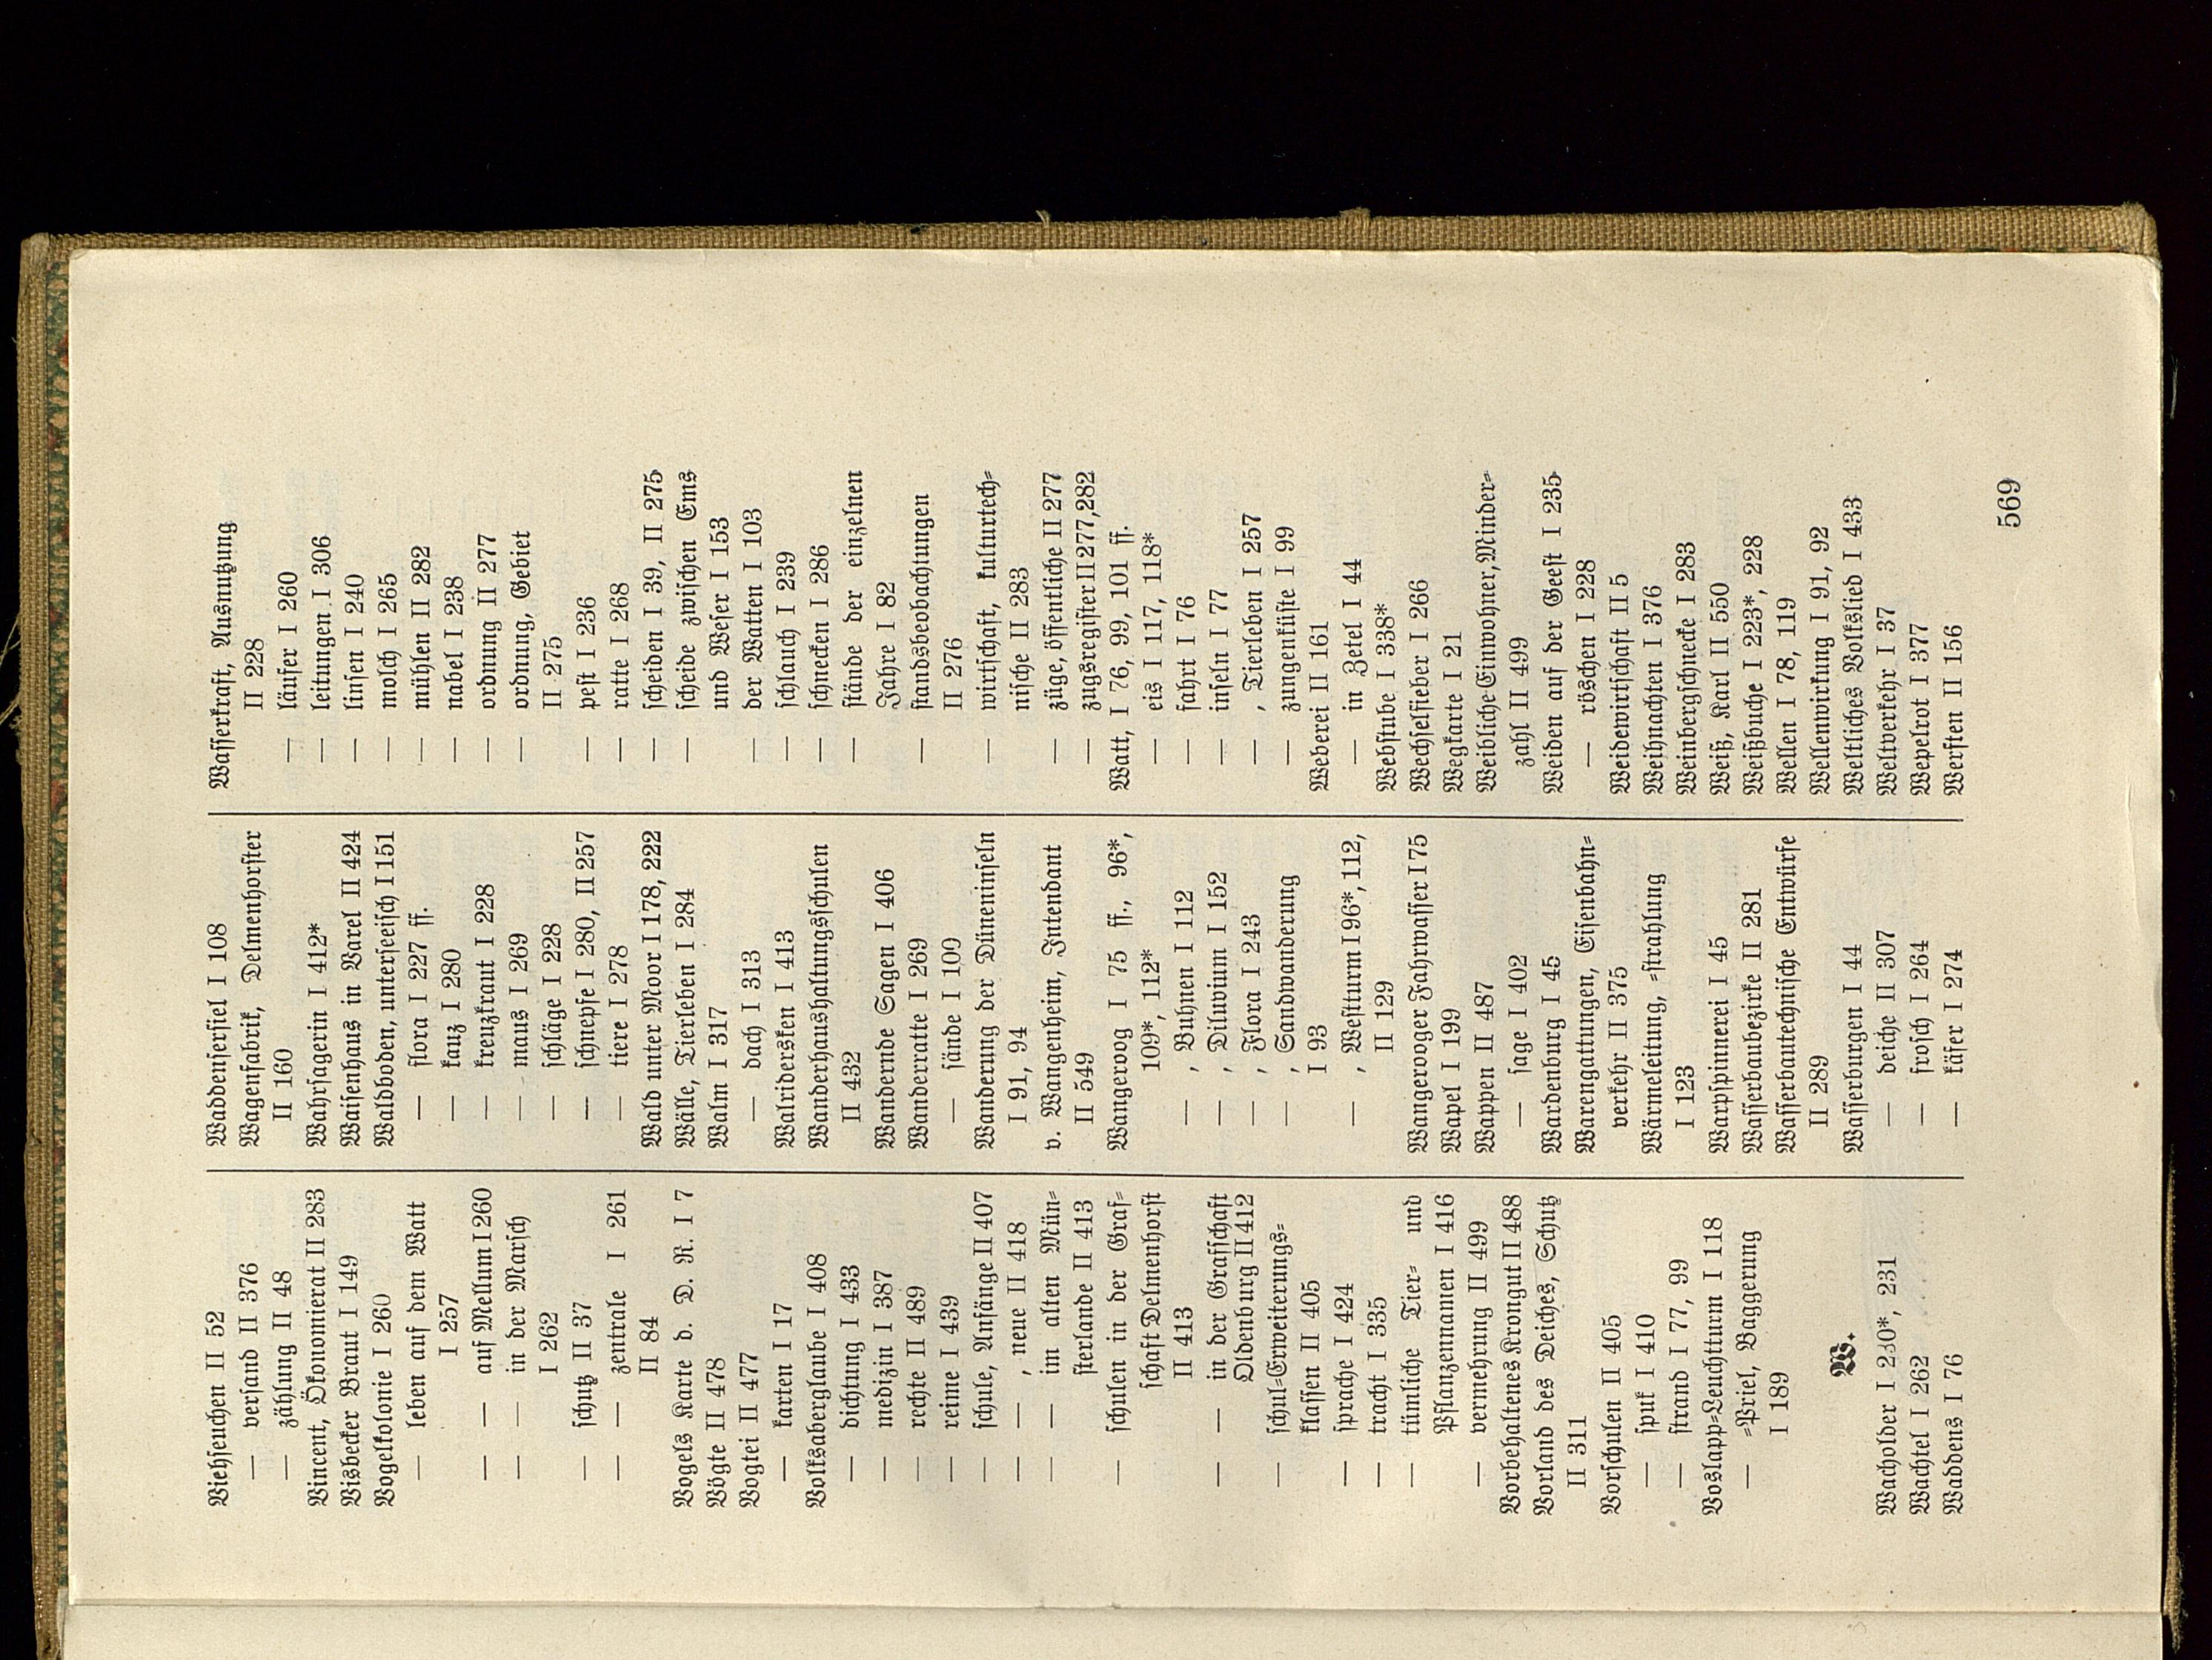 Viehseuchen II 52
— versand II 376
— zählung II 48
Vincent, Ökonomierat II 283
Visbecker Braut I 149
Vogelkolonie I 260
— leben auf dem Watt
I 257
— — auf Mellum I 260
— — in der Marsch
I 262
— schutz II 37
— — zentrale I 261
II 84
Vogels Karte d. D. R. I 7
Vögte II 478
Vogtei II 477
— karten I 17
Volksaberglaube I 408
— dichtung I 433
— medizin I 387
— rechte II 489
— reime I 439
— schule, Anfänge II 407
— — , neue II 418
— — im alten Mün-
sterlande II 413
— schulen in der Graf-
schaft Delmenhorst
II 413
— — in der Grafschaft
Oldenburg II 412
— schul-Erweiterungs-
klassen II 405
— sprache I 424
— tracht I 335
— tümliche Tier- und
Pflanzennamen I 416
— vermehrung II 499
Vorbehaltenes Krongut II 488
Vorland des Deiches, Schutz
II 311
Vorschulen II 405
— spuk I 410
— strand I 77, 99
Voslapp-Leuchtturm I 118
— -Priel, Baggerung
I 189
W.
Wacholder I 230*, 231
Wachtel I 262
Waddens I 76
Waddensersiel I 108
Wagenfabrik, Delmenhorster
II 160
Wahrsagerin I 412*
Waisenhaus in Varel II 424
Waldboden, unterseeisch I 151
— flora I 227 ff.
— kauz I 280
— kreuzkraut I 228
— maus I 269
— schläge I 228
— schnepfe I 280, II 257
— tiere I 278
Wald unter Moor I 178, 222
Wälle, Tierleben I 284
Walm I 317
— dach I 313
Walridersken I 413
Wanderhaushaltungsschulen
II 432
Wandernde Sagen I 406
Wanderratte I 269
— sände I 100
Wanderung der Düneninseln
I 91, 94
v. Wangenheim, Intendant
II 549
Wangeroog I 75 ff., 96*,
109*, 112*
— , Buhnen I 112
— , Diluvium I 152
— , Flora I 243
— , Sandwanderung
I 93
— , Westturm I 96*, 112,
II 129
Wangerooger Fahrwasser I 75
Wapel I 199
Wappen II 487
— sage I 402
Wardenburg I 45
Warengattungen, Eisenbahn-
verkehr II 375
Wärmeleitung, -strahlung
I 123
Warpspinnerei I 45
Wasserbaubezirke II 281
Wasserbautechnische Entwürfe
II 289
Wasserburgen I 44
— deiche II 307
— frosch I 264
— käfer I 274
Wasserkraft, Ausnutzung
II 228
— läufer I 260
— leitungen I 306
— linsen I 240
— molch I 265
— mühlen II 282
— nabel I 238
— ordnung II 277
— ordnung, Gebiet
II 275
— pest I 236
— ratte I 268
— scheiden I 39, II 275
— scheide zwischen Ems
und Weser I 153
— der Watten I 103
— schlauch I 239
— schnecken I 286
— stände der einzelnen
Jahre I 82
— standsbeobachtungen
II 276
— wirtschaft, kulturtech-
nische II 283
— züge, öffentliche II 277
— zugsregister II 277, 282
Watt, I 76, 99, 101 ff.
— eis I 117, 118*
— fahrt I 76
— inseln I 77
— , Tierleben I 257
— zungenküste I 99
Weberei II 161
— in Zetel I 44
Webstube I 338*
Wechselfieber I 266
Wegkarte I 21
Weibliche Einwohner, Minder-
zahl II 499
Weiden auf der Geest I 235
— röschen I 228
Weidewirtschaft II 5
Weihnachten I 376
Weinbergschnecke I 283
Weiß, Karl II 550
Weißbuche I 223*, 228
Wellen I 78, 119
Wellenwirkung I 91, 92
Weltliches Volkslied I 433
Weltverkehr I 37
Wepelrot I 377
Wersten II 156
569